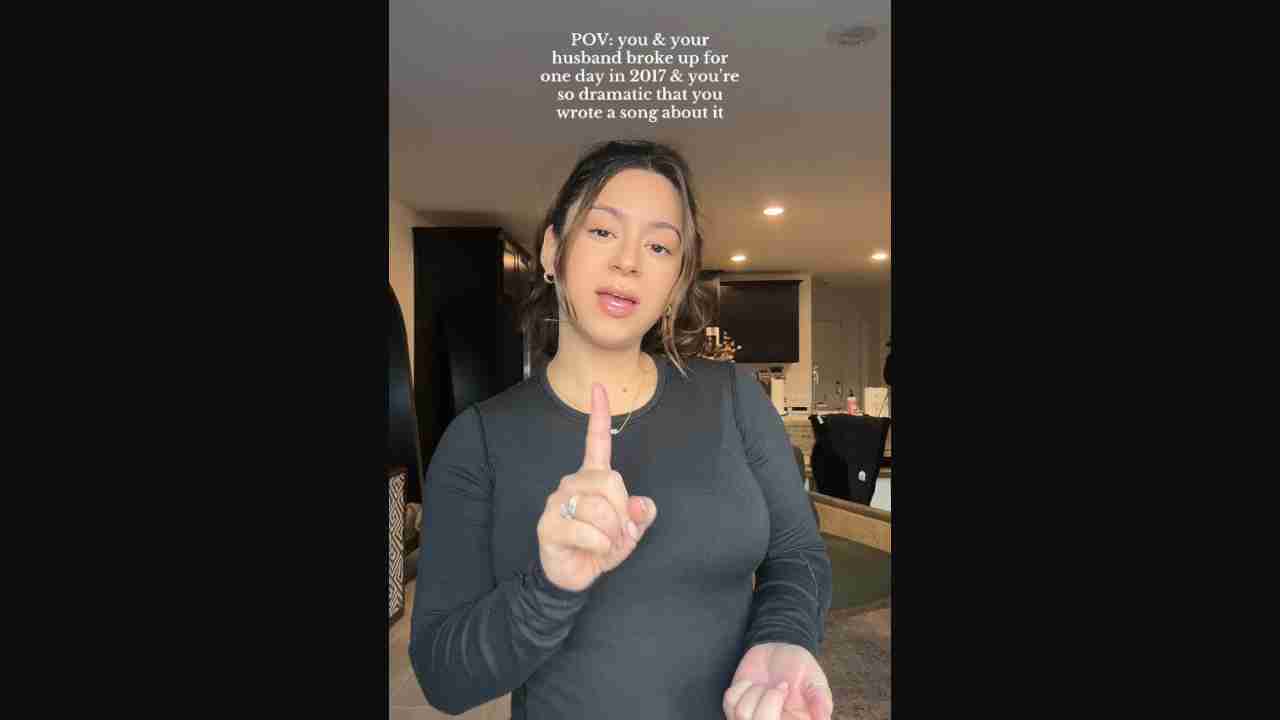 POV: you & your
husband broke up for
one day in 2017 & you're
so dramatic that you
wrote a song about it